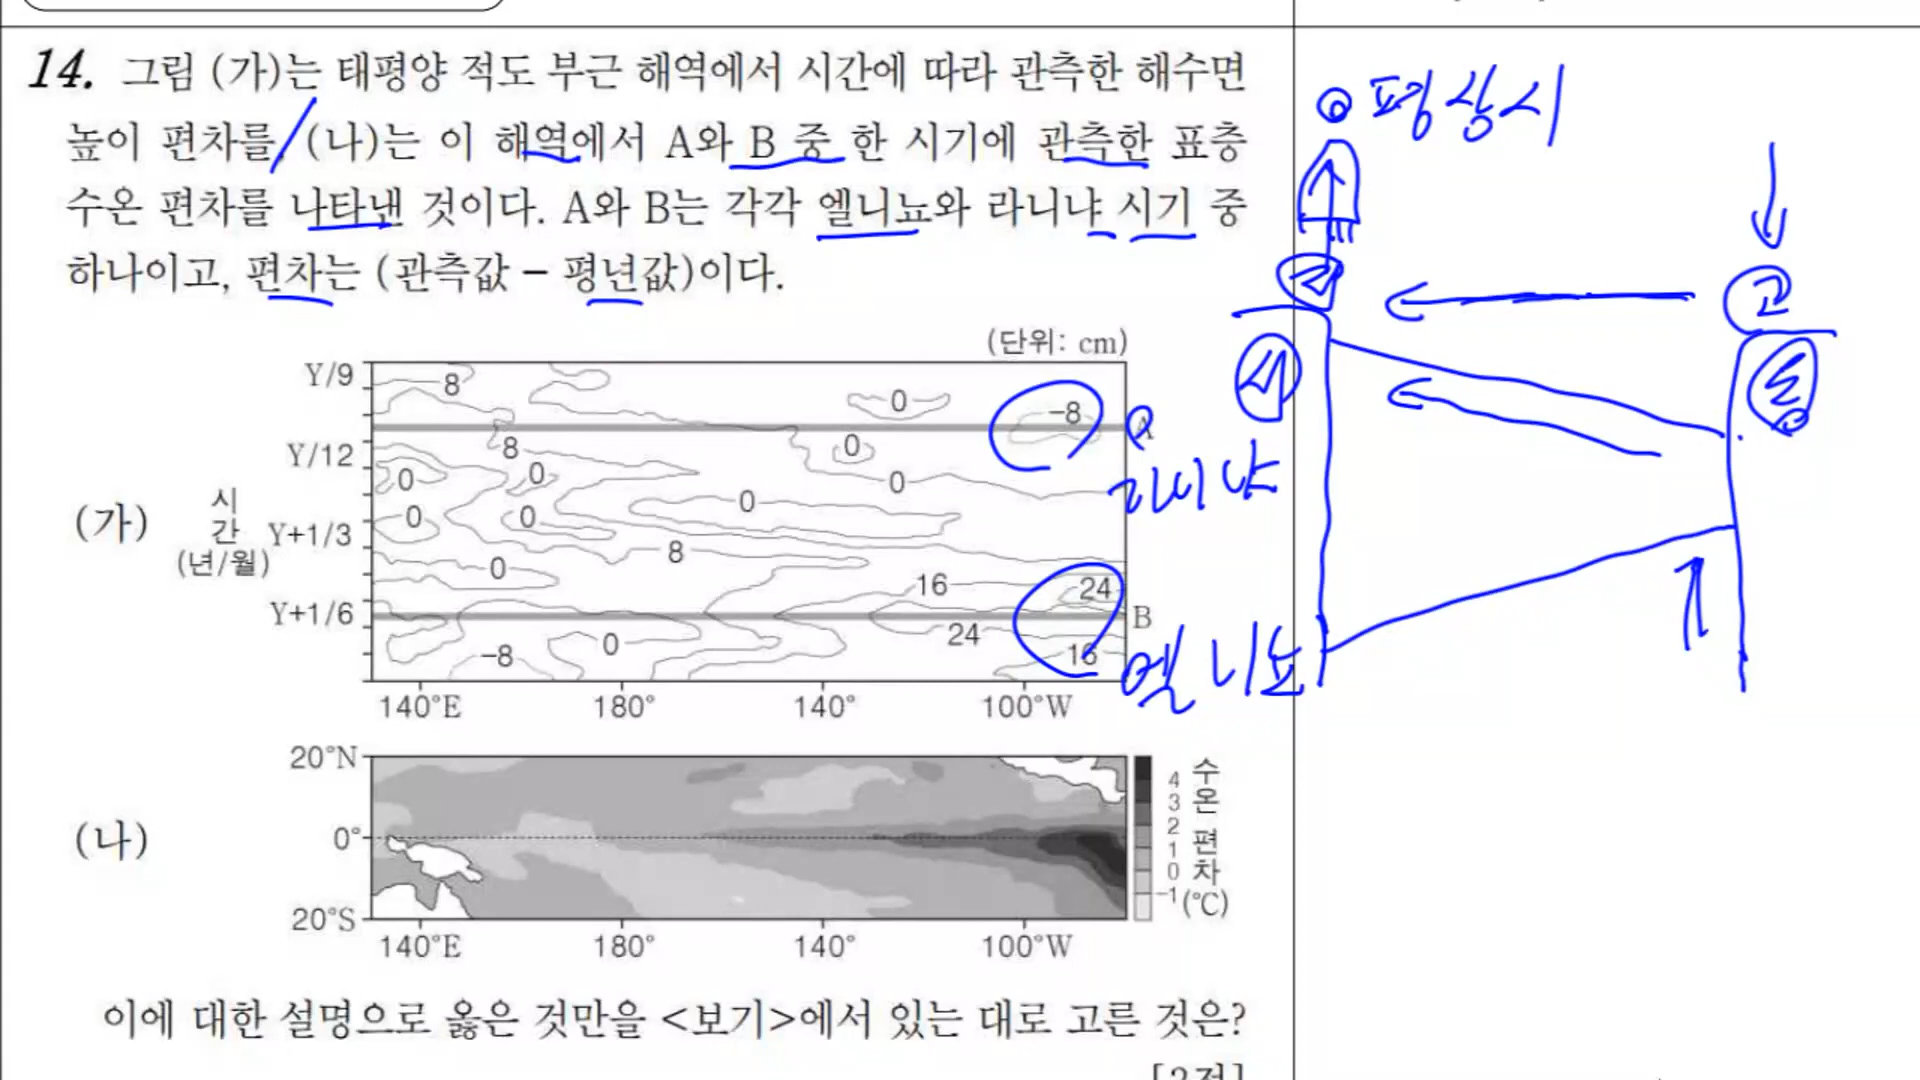 14. 그림 (가)는 태평양 적도 부근 해역에서 시간에 따라 관측한 해수면
높이 편차를, (나)는 이 해역에서 A와 B 중 한 시기에 관측한 표층
수온 편차를 나타낸 것이다. A와 B는 각각 엘니뇨와 라니냐 시기 중
하나이고, 편차는 (관측값 – 평년값)이다.
평상시
저
고
서
동
(단위: cm)
(가)
시간
(년/월)
Y/9
Y/12
Y+1/3
Y+1/6
8
0
-8
A
8
0
0
0
0
0
0
0
8
0
16
24
B
24
-8
0
16
라니냐
엘니뇨
140°E 180° 140° 100°W
(나)
20°N
0°
20°S
140°E 180° 140° 100°W
4
3
2
1
0
-1
수온 편차
(℃)
이에 대한 설명으로 옳은 것만을 <보기>에서 있는 대로 고른 것은?